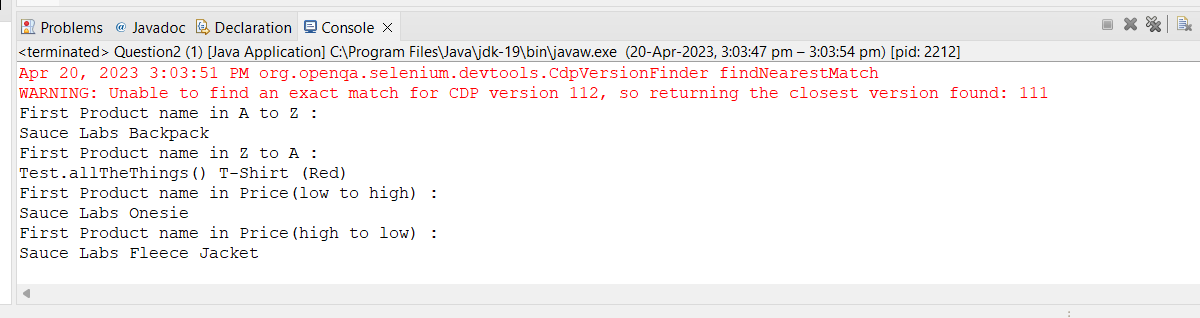 Problems @ Javadoc Declaration Console
<terminated> Question2 (1) [Java Application] C:\Program Files\Java\jdk-19\bin\javaw.exe (20-Apr-2023, 3:03:47 pm – 3:03:54 pm) [pid: 2212]
Apr 20, 2023 3:03:51 PM org.openqa.selenium.devtools.CdpVersionFinder findNearestMatch
WARNING: Unable to find an exact match for CDP version 112, so returning the closest version found: 111
First Product name in A to Z :
Sauce Labs Backpack
First Product name in Z to A :
Test.allTheThings() T-Shirt (Red)
First Product name in Price(low to high) :
Sauce Labs Onesie
First Product name in Price(high to low) :
Sauce Labs Fleece Jacket